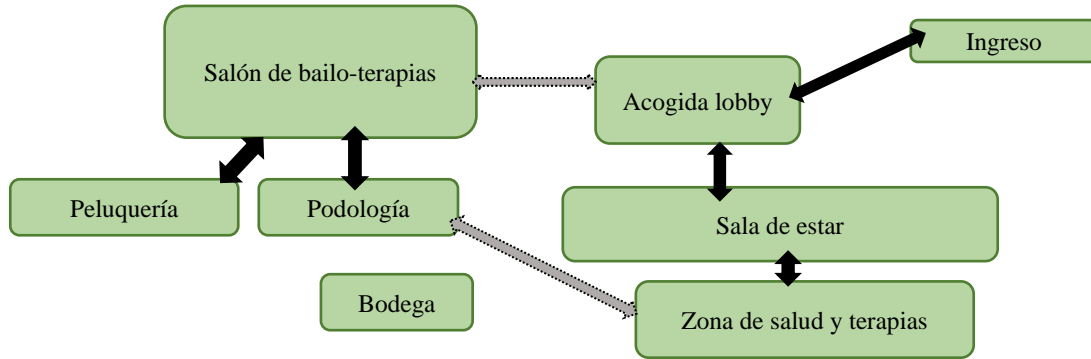 Salón de bailo-terapias
Ingreso
Acogida lobby
Peluquería
Podología
Sala de estar
Bodega
Zona de salud y terapias